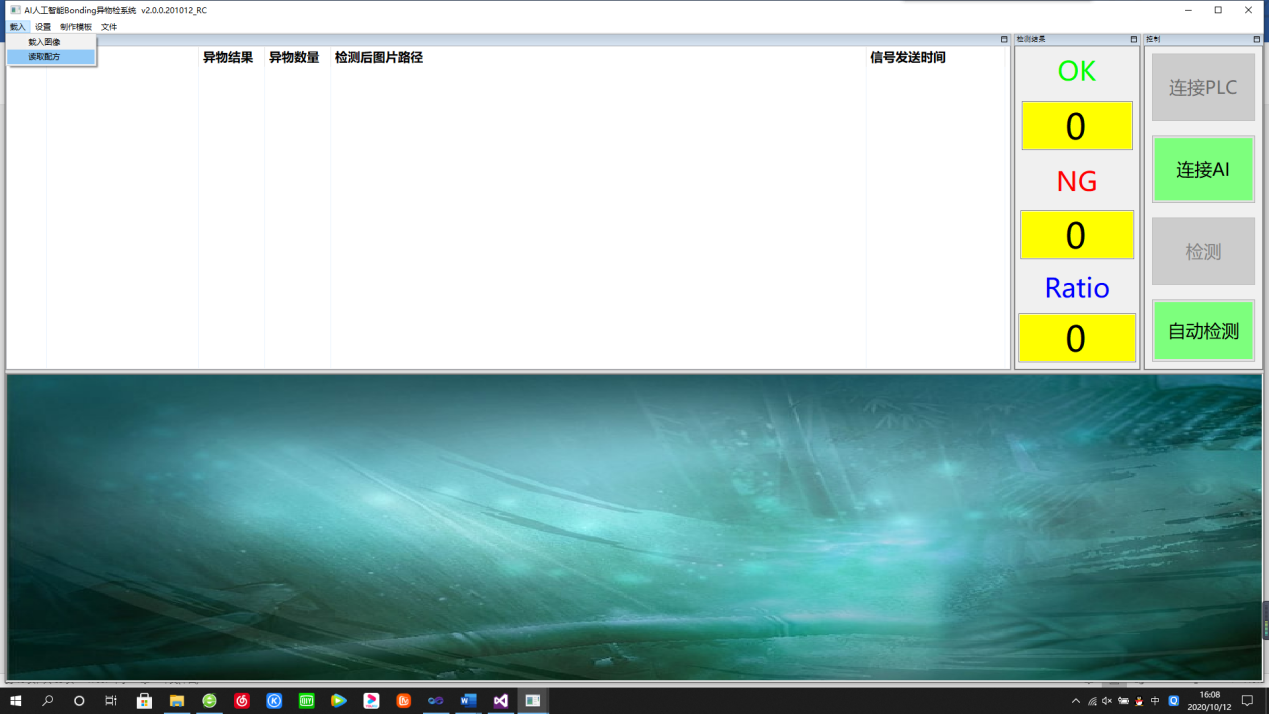 AI人工智能Bonding异物检系统 v2.0.0.201012_RC
载入 设置 制作模板 文件
载入图像
读取配方
检测结果
控制
异物结果 异物数量 检测后图片路径 信号发送时间
OK
0
NG
0
Ratio
0
连接PLC
连接AI
检测
自动检测
中
16:08
2020/10/12